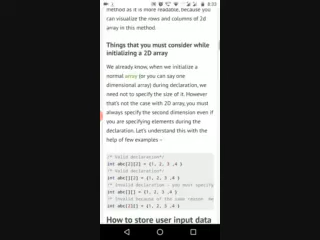 8:03
method as it is more readable, because you
can visualize the rows and columns of 2d
array in this method.
Things that you must consider while
initializing a 2D array
We already know, when we initialize a
normal array (or you can say one
dimensional array) during declaration, we
need not to specify the size of it. However
that's not the case with 2D array, you must
always specify the second dimension even if
you are specifying elements during the
declaration. Let's understand this with the
help of few examples –
/* Valid declaration*/
int abc[2][2] = {1, 2, 3 ,4 }
/* Valid declaration*/
int abc[][2] = {1, 2, 3 ,4 }
/* Invalid declaration – you must specify
int abc[][] = {1, 2, 3 ,4 }
/* Invalid because of the same reason
int abc[2][] = {1, 2, 3 ,4 }
How to store user input data